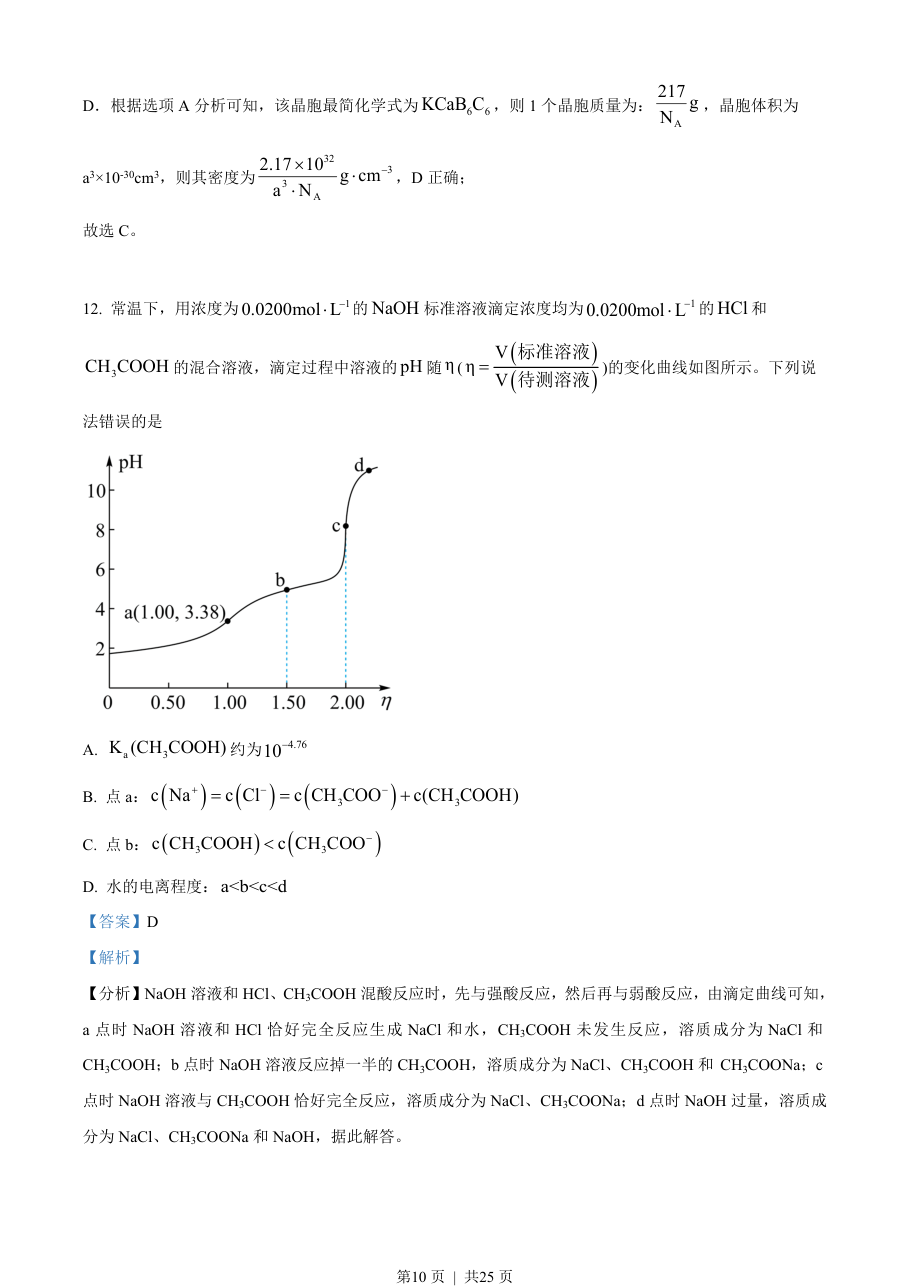 D．根据选项 A 分析可知，该晶胞最简化学式为 KCaB₆C₆，则 1 个晶胞质量为：217/N_A g，晶胞体积为
a³×10⁻³⁰cm³，则其密度为 2.17×10³²/(a³·N_A) g·cm⁻³，D 正确；
故选 C。
12. 常温下，用浓度为 0.0200mol·L⁻¹ 的 NaOH 标准溶液滴定浓度均为 0.0200mol·L⁻¹ 的 HCl 和
CH₃COOH 的混合溶液，滴定过程中溶液的 pH 随 η (η = V(标准溶液)/V(待测溶液))的变化曲线如图所示。下列说
法错误的是
pH
d
10
c
8
6
b
4
a(1.00, 3.38)
2
0 0.50 1.00 1.50 2.00 η
A. Kₐ(CH₃COOH) 约为 10⁻⁴·⁷⁶
B. 点 a：c(Na⁺) = c(Cl⁻) = c(CH₃COO⁻) + c(CH₃COOH)
C. 点 b：c(CH₃COOH) < c(CH₃COO⁻)
D. 水的电离程度：a<b<c<d
【答案】D
【解析】
【分析】NaOH 溶液和 HCl、CH₃COOH 混酸反应时，先与强酸反应，然后再与弱酸反应，由滴定曲线可知，
a 点时 NaOH 溶液和 HCl 恰好完全反应生成 NaCl 和水，CH₃COOH 未发生反应，溶质成分为 NaCl 和
CH₃COOH；b 点时 NaOH 溶液反应掉一半的 CH₃COOH，溶质成分为 NaCl、CH₃COOH 和 CH₃COONa；c
点时 NaOH 溶液与 CH₃COOH 恰好完全反应，溶质成分为 NaCl、CH₃COONa；d 点时 NaOH 过量，溶质成
分为 NaCl、CH₃COONa 和 NaOH，据此解答。
第10 页 | 共25 页